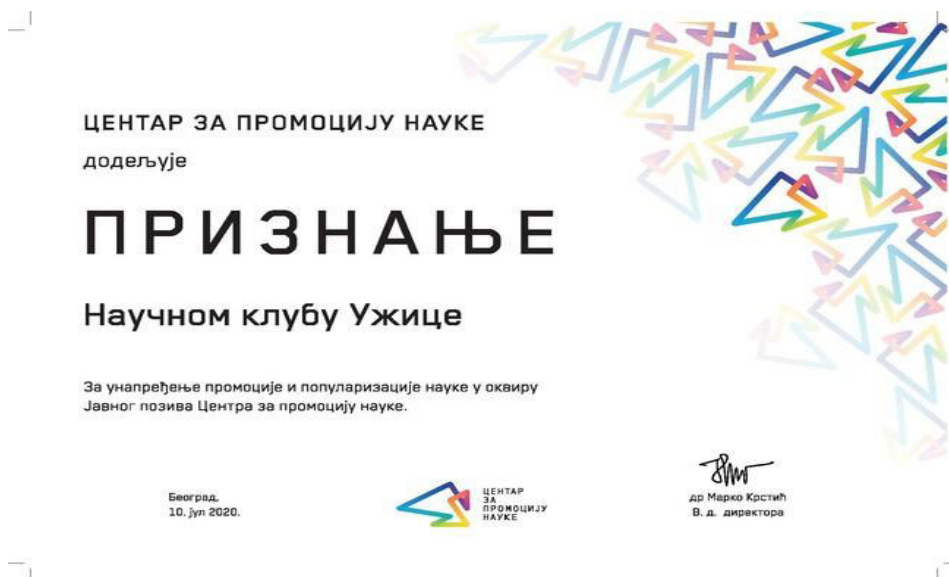 ЦЕНТАР ЗА ПРОМОЦИЈУ НАУКЕ
додељује
ПРИЗНАЊЕ
Научном клубу Ужице
За унапређење промоције и популаризације науке у оквиру
Јавног позива Центра за промоцију науке.
Београд,
10. јул 2020.
ЦЕНТАР
ЗА
ПРОМОЦИЈУ
НАУКЕ
др Марко Крстић
В. д. директора